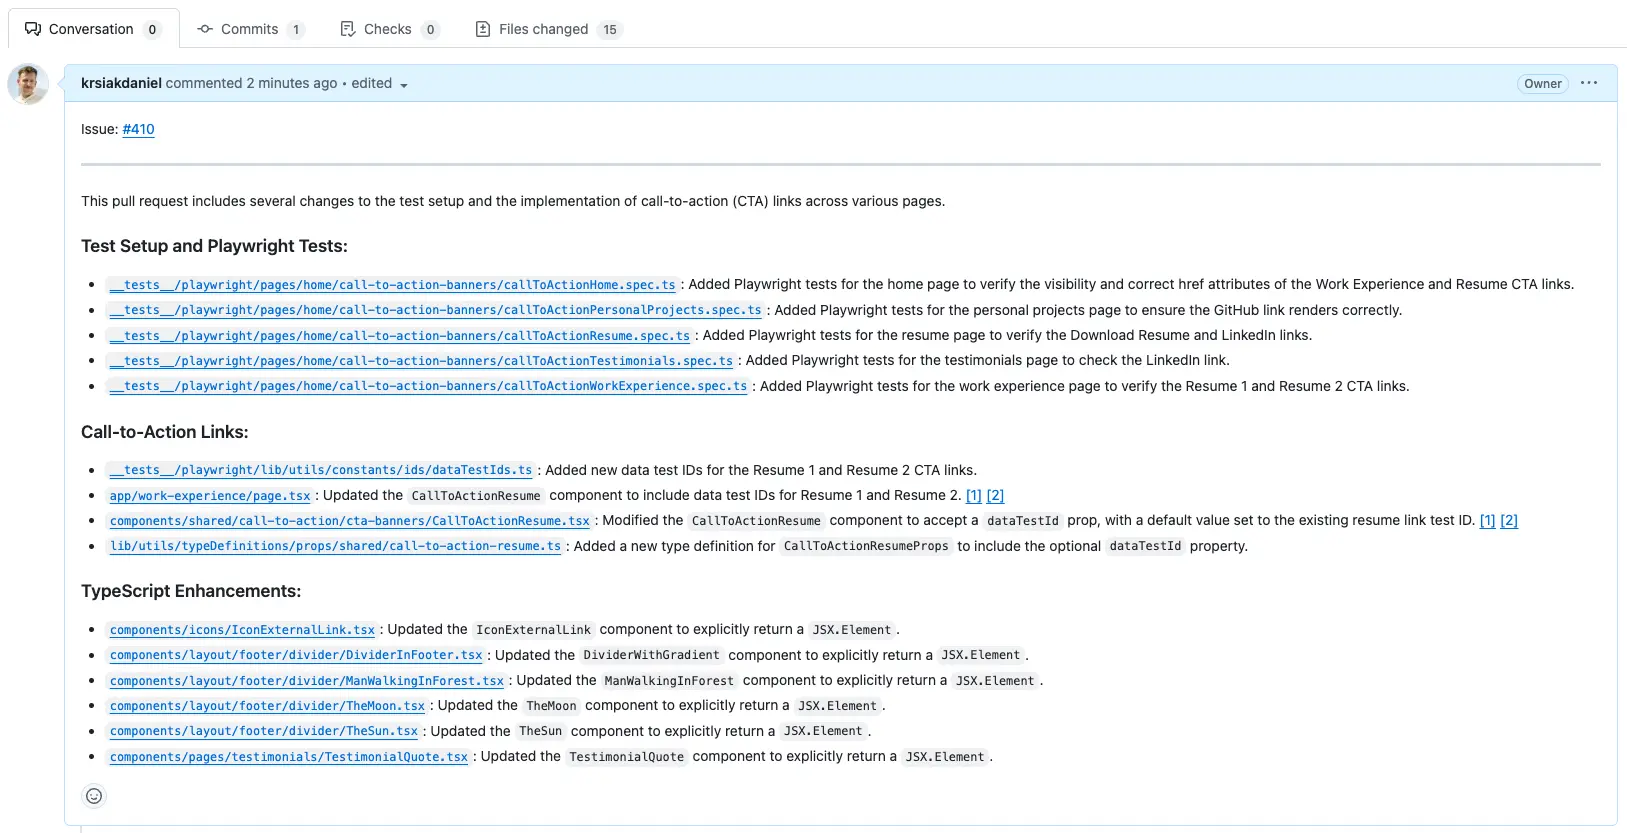 Conversation 0 Commits 1 Checks 0 Files changed 15
krsiakdaniel commented 2 minutes ago • edited Owner
Issue: #410
This pull request includes several changes to the test setup and the implementation of call-to-action (CTA) links across various pages.
Test Setup and Playwright Tests:
• __tests__/playwright/pages/home/call-to-action-banners/callToActionHome.spec.ts : Added Playwright tests for the home page to verify the visibility and correct href attributes of the Work Experience and Resume CTA links.
• __tests__/playwright/pages/home/call-to-action-banners/callToActionPersonalProjects.spec.ts : Added Playwright tests for the personal projects page to ensure the GitHub link renders correctly.
• __tests__/playwright/pages/home/call-to-action-banners/callToActionResume.spec.ts : Added Playwright tests for the resume page to verify the Download Resume and LinkedIn links.
• __tests__/playwright/pages/home/call-to-action-banners/callToActionTestimonials.spec.ts : Added Playwright tests for the testimonials page to check the LinkedIn link.
• __tests__/playwright/pages/home/call-to-action-banners/callToActionWorkExperience.spec.ts : Added Playwright tests for the work experience page to verify the Resume 1 and Resume 2 CTA links.
Call-to-Action Links:
• __tests__/playwright/lib/utils/constants/ids/dataTestIds.ts : Added new data test IDs for the Resume 1 and Resume 2 CTA links.
• app/work-experience/page.tsx : Updated the CallToActionResume component to include data test IDs for Resume 1 and Resume 2. [1] [2]
• components/shared/call-to-action/cta-banners/CallToActionResume.tsx : Modified the CallToActionResume component to accept a dataTestId prop, with a default value set to the existing resume link test ID. [1] [2]
• lib/utils/typeDefinitions/props/shared/call-to-action-resume.ts : Added a new type definition for CallToActionResumeProps to include the optional dataTestId property.
TypeScript Enhancements:
• components/icons/IconExternalLink.tsx : Updated the IconExternalLink component to explicitly return a JSX.Element .
• components/layout/footer/divider/DividerInFooter.tsx : Updated the DividerWithGradient component to explicitly return a JSX.Element .
• components/layout/footer/divider/ManWalkingInForest.tsx : Updated the ManWalkingInForest component to explicitly return a JSX.Element .
• components/layout/footer/divider/TheMoon.tsx : Updated the TheMoon component to explicitly return a JSX.Element .
• components/layout/footer/divider/TheSun.tsx : Updated the TheSun component to explicitly return a JSX.Element .
• components/pages/testimonials/TestimonialQuote.tsx : Updated the TestimonialQuote component to explicitly return a JSX.Element .